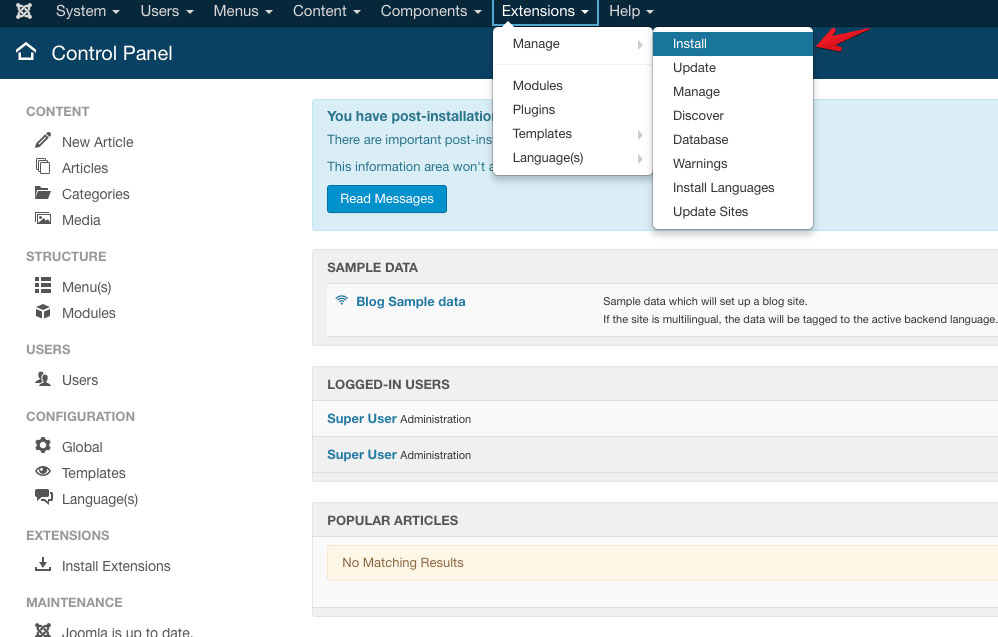 System Users Menus Content Components Extensions Help
Control Panel
Manage
Modules
Plugins
Templates
Language(s)
Install
Update
Manage
Discover
Database
Warnings
Install Languages
Update Sites
CONTENT
New Article
Articles
Categories
Media
STRUCTURE
Menu(s)
Modules
USERS
Users
CONFIGURATION
Global
Templates
Language(s)
EXTENSIONS
Install Extensions
MAINTENANCE
Joomla is up to date.
You have post-installation
There are important post-ins
This information area won't a
Read Messages
SAMPLE DATA
Blog Sample data
Sample data which will set up a blog site.
If the site is multilingual, the data will be tagged to the active backend language.
LOGGED-IN USERS
Super User Administration
Super User Administration
POPULAR ARTICLES
No Matching Results